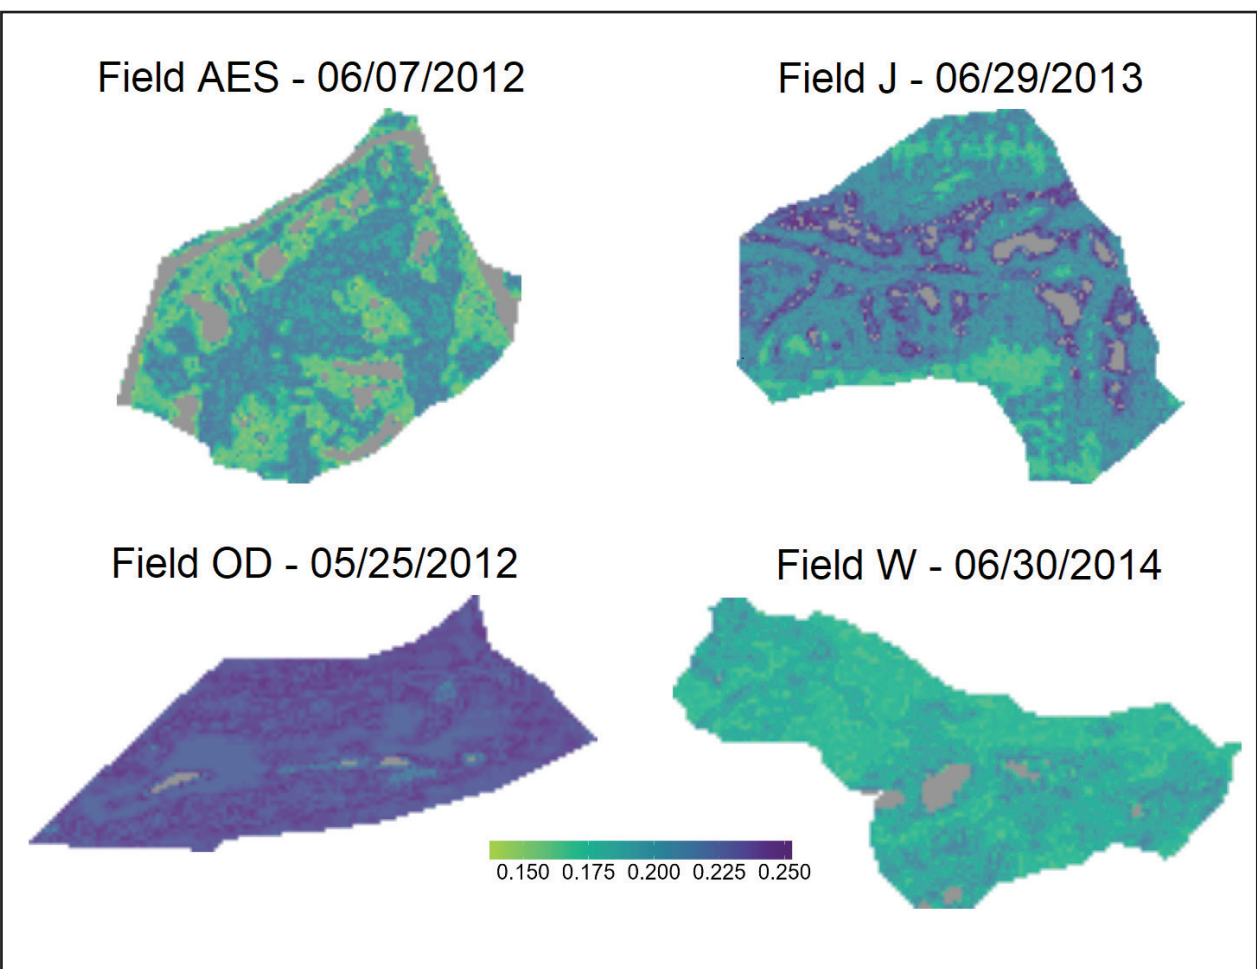 Field AES - 06/07/2012
Field J - 06/29/2013
Field OD - 05/25/2012
Field W - 06/30/2014
0.150 0.175 0.200 0.225 0.250